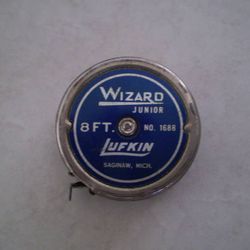 WIZARD
JUNIOR
8 FT. NO. 1688
LUFKIN
SAGINAW, MICH.